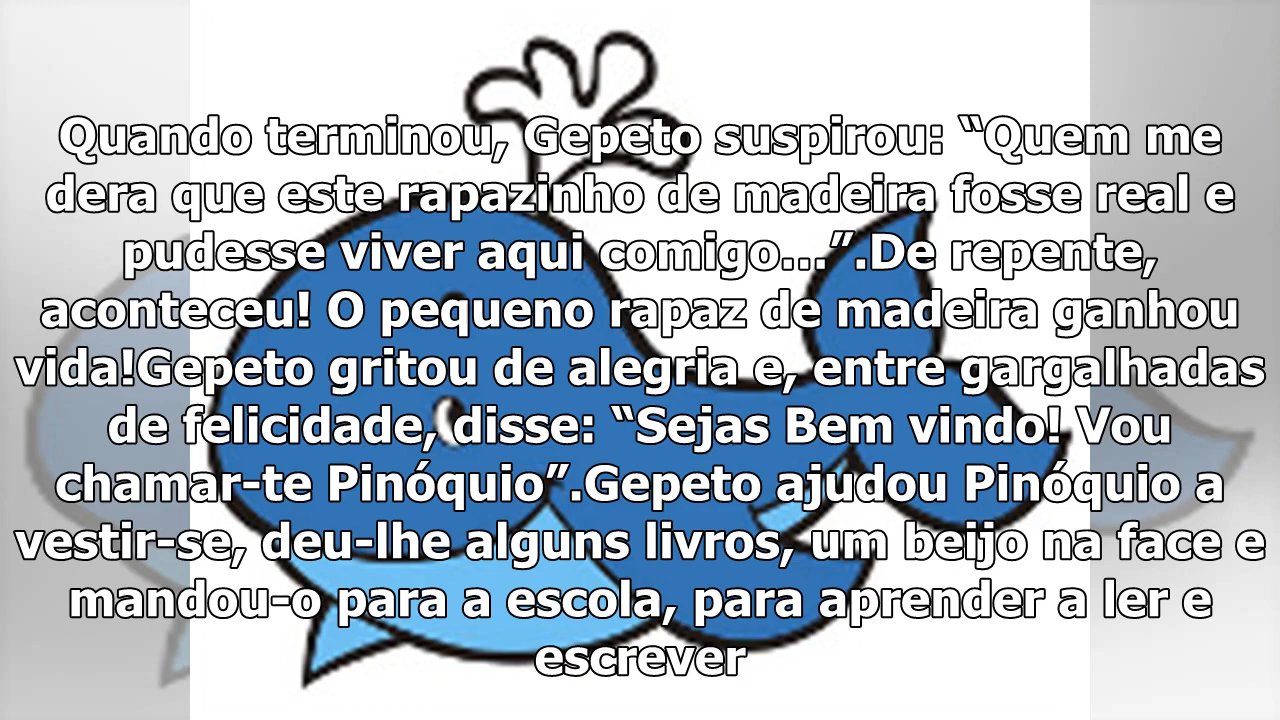 Quando terminou, Gepeto suspirou: “Quem me
dera que este rapazinho de madeira fosse real e
pudesse viver aqui comigo...”.De repente,
aconteceu! O pequeno rapaz de madeira ganhou
vida!Gepeto gritou de alegria e, entre gargalhadas
de felicidade, disse: “Sejas Bem vindo! Vou
chamar-te Pinóquio”.Gepeto ajudou Pinóquio a
vestir-se, deu-lhe alguns livros, um beijo na face e
mandou-o para a escola, para aprender a ler e
escrever